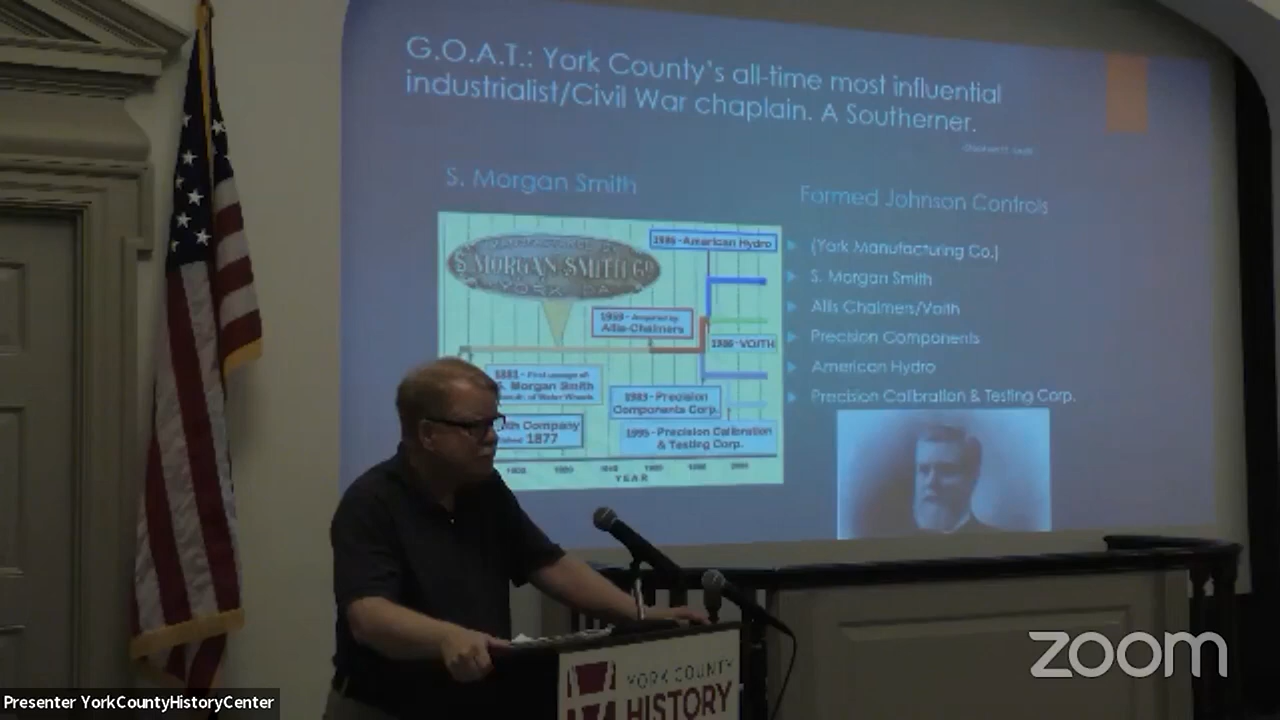 G.O.A.T.: York County's all-time most influential
industrialist/Civil War chaplain. A Southerner.
S. Morgan Smith
Formed Johnson Controls
(York Manufacturing Co.)
S. Morgan Smith
Allis Chalmers/Voith
Precision Components
American Hydro
Precision Calibration & Testing Corp.
1986-American Hydro
S. MORGAN SMITH CO
YORK, PA.
1959-Acquired by
Allis-Chalmers
1986-VOITH
S. Morgan Smith
1983-Precision
Components Corp.
1877
1995-Precision Calibration
& Testing Corp.
YEAR
YORK COUNTY
HISTORY
zoom
Presenter YorkCountyHistoryCenter